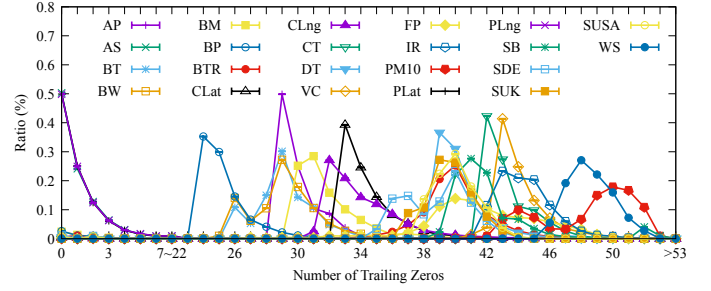 0.8
0.7
0.6
0.5
0.4
0.3
0.2
0.1
0
Ratio (%)
AP BM CLng FP PLng SUSA
AS BP CT IR SB WS
BT BTR DT PM10 SDE
BW CLat VC PLat SUK
0 3 7~22 26 30 34 38 42 46 50 >53
Number of Trailing Zeros